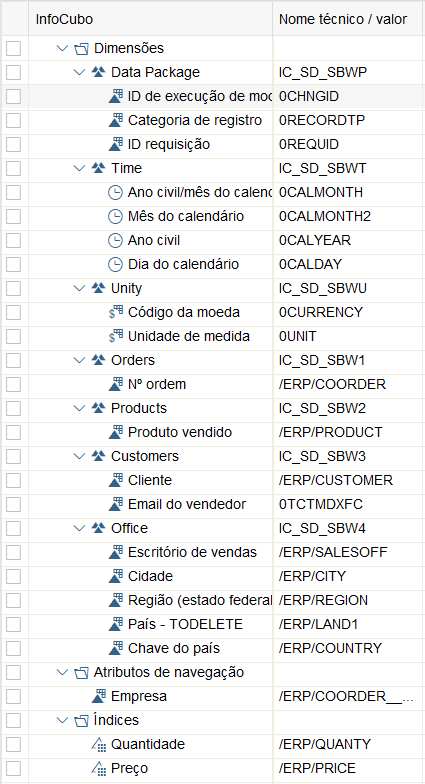 InfoCubo Nome técnico / valor
Dimensões
Data Package IC_SD_SBWP
ID de execução de moc 0CHNGID
Categoria de registro 0RECORDTP
ID requisição 0REQUID
Time IC_SD_SBWT
Ano civil/mês do calenc 0CALMONTH
Mês do calendário 0CALMONTH2
Ano civil 0CALYEAR
Dia do calendário 0CALDAY
Unity IC_SD_SBWU
Código da moeda 0CURRENCY
Unidade de medida 0UNIT
Orders IC_SD_SBW1
Nº ordem /ERP/COORDER
Products IC_SD_SBW2
Produto vendido /ERP/PRODUCT
Customers IC_SD_SBW3
Cliente /ERP/CUSTOMER
Email do vendedor 0TCTMDXFC
Office IC_SD_SBW4
Escritório de vendas /ERP/SALESOFF
Cidade /ERP/CITY
Região (estado federal /ERP/REGION
País - TODELETE /ERP/LAND1
Chave do país /ERP/COUNTRY
Atributos de navegação
Empresa /ERP/COORDER__...
Índices
Quantidade /ERP/QUANTY
Preço /ERP/PRICE